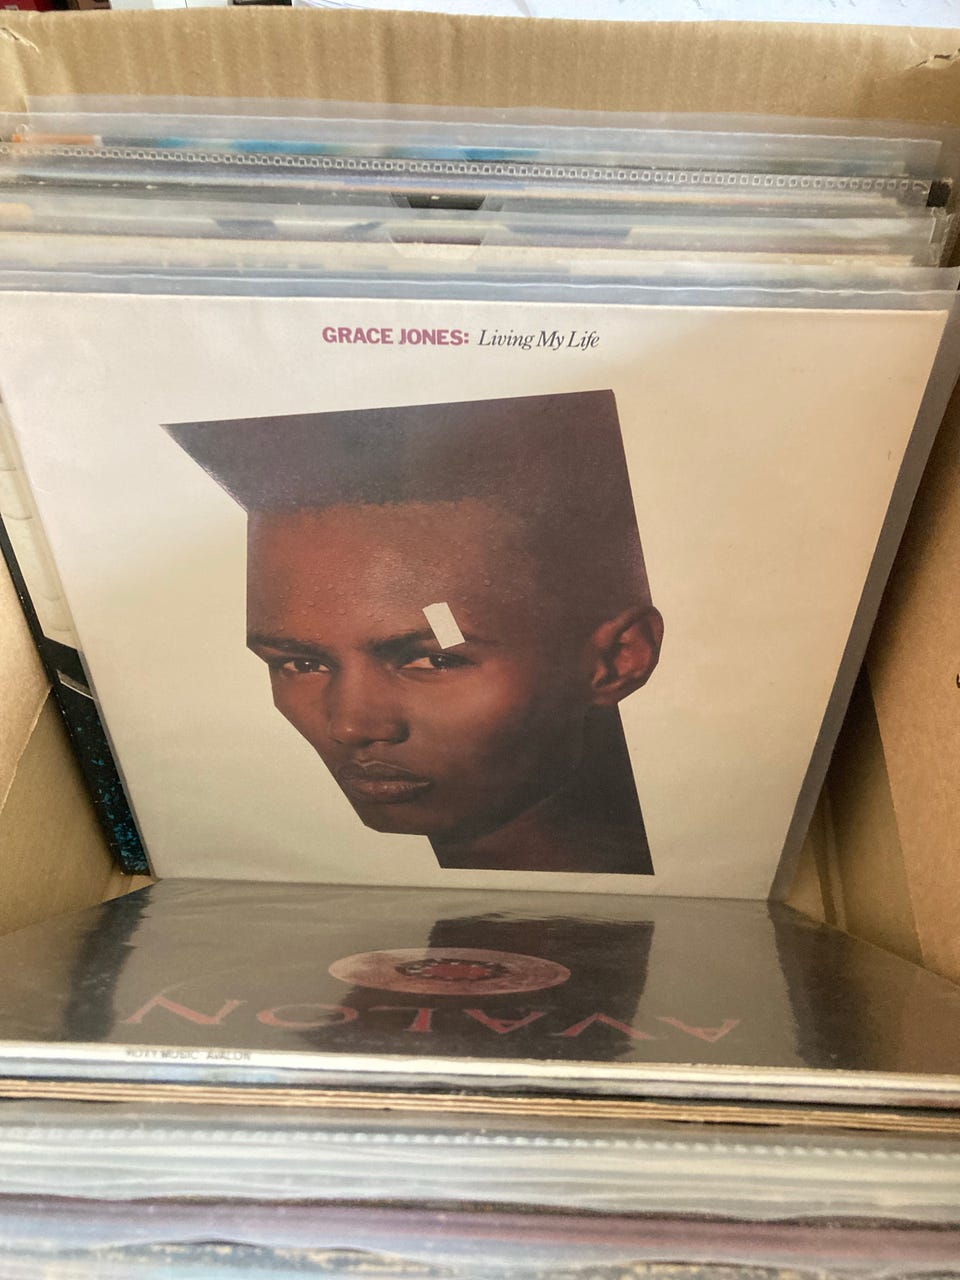 GRACE JONES: Living My Life
AVALON
ROXY MUSIC AVALON